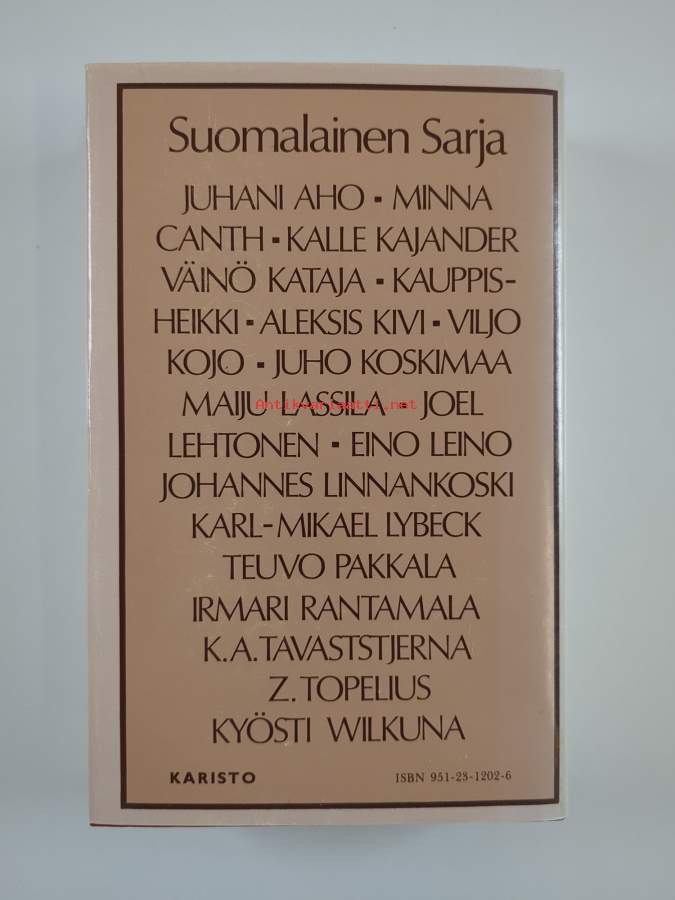 Suomalainen Sarja
JUHANI AHO ▪ MINNA
CANTH ▪ KALLE KAJANDER
VÄINÖ KATAJA ▪ KAUPPIS-
HEIKKI ▪ ALEKSIS KIVI ▪ VILJO
KOJO ▪ JUHO KOSKIMAA
MAIJU LASSILA ▪ JOEL
Antikvariaatti.net
LEHTONEN ▪ EINO LEINO
JOHANNES LINNANKOSKI
KARL-MIKAEL LYBECK
TEUVO PAKKALA
IRMARI RANTAMALA
K.A.TAVASTSTJERNA
Z.TOPELIUS
KYÖSTI WILKUNA
KARISTO ISBN 951-23-1202-6